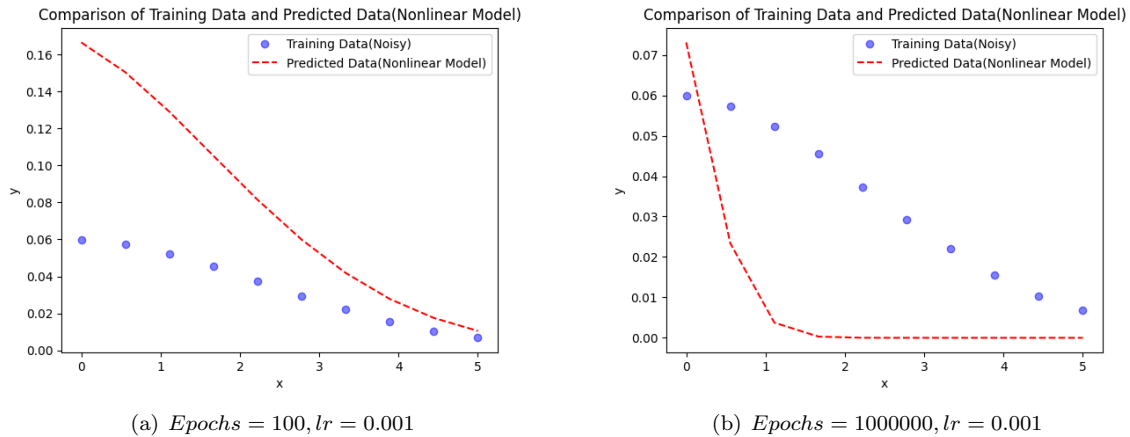 Comparison of Training Data and Predicted Data(Nonlinear Model)
Training Data(Noisy)
Predicted Data(Nonlinear Model)
0.16
0.14
0.12
0.10
0.08
0.06
0.04
0.02
0.00
y
0 1 2 3 4 5
x
(a) Epochs = 100, lr = 0.001
Comparison of Training Data and Predicted Data(Nonlinear Model)
Training Data(Noisy)
Predicted Data(Nonlinear Model)
0.07
0.06
0.05
0.04
0.03
0.02
0.01
0.00
y
0 1 2 3 4 5
x
(b) Epochs = 1000000, lr = 0.001